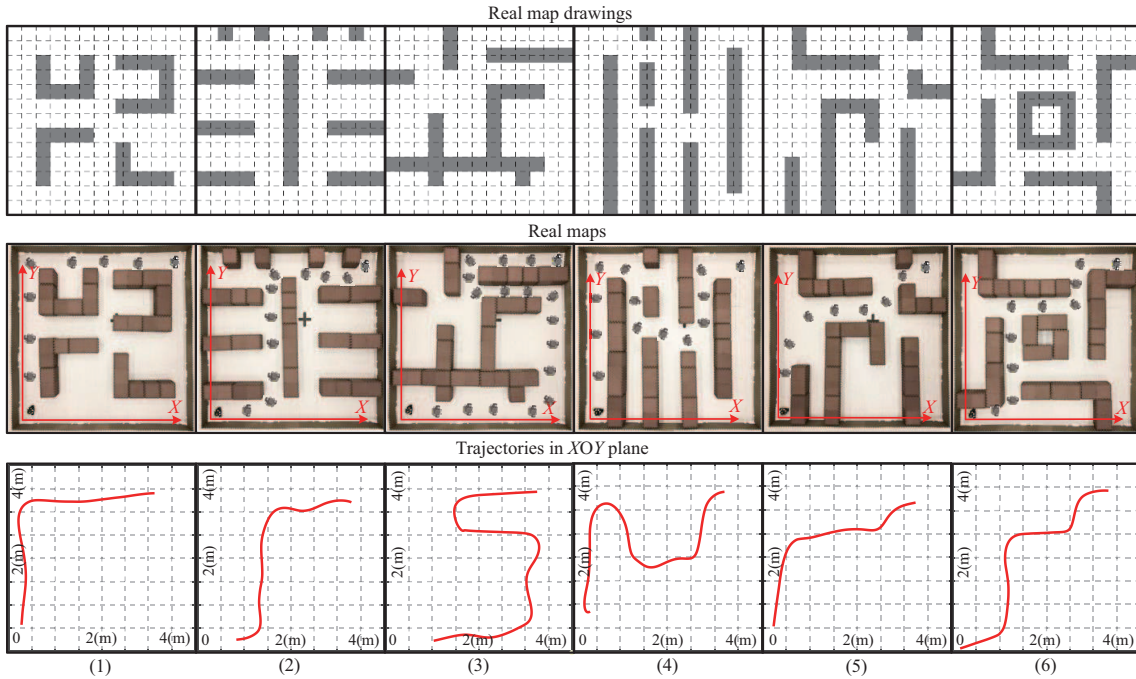 Real map drawings
Real maps
Y Y Y Y Y Y
X X X X X X
Trajectories in XOY plane
4(m) 4(m) 4(m) 4(m) 4(m) 4(m)
2(m) 2(m) 2(m) 2(m) 2(m) 2(m)
0 2(m) 4(m) 0 2(m) 4(m) 0 2(m) 4(m) 0 2(m) 4(m) 0 2(m) 4(m) 0 2(m) 4(m)
(1) (2) (3) (4) (5) (6)